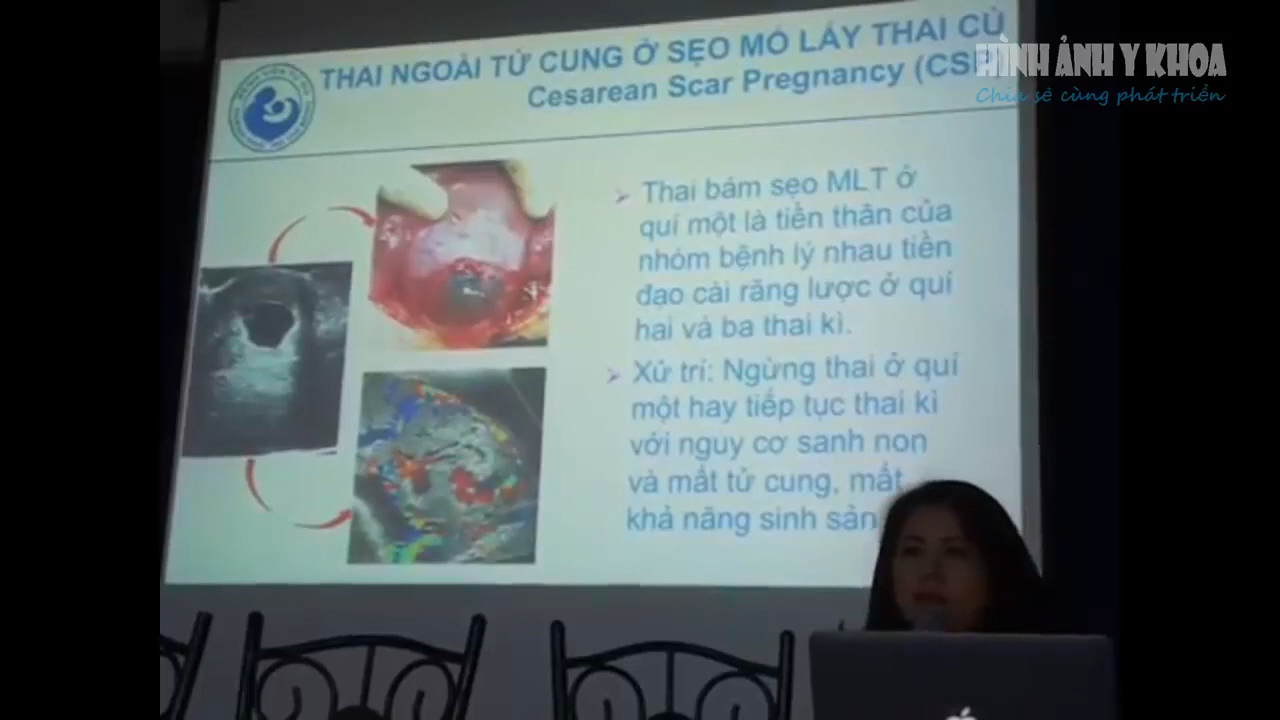 THAI NGOÀI TỬ CUNG Ở SẸO MỔ LẤY THAI CŨ
Cesarean Scar Pregnancy (CSP
HÌNH ẢNH Y KHOA
Chia sẻ cùng phát triển
Thai bám sẹo MLT ở
quí một là tiền thân của
nhóm bệnh lý nhau tiền
đạo cài răng lược ở quí
hai và ba thai kì.
Xử trí: Ngừng thai ở quí
một hay tiếp tục thai kì
với nguy cơ sanh non
và mất tử cung, mất
khả năng sinh sản